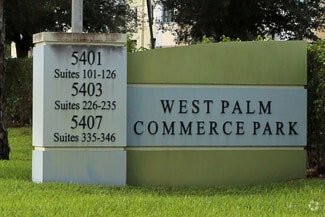 5401
Suites 101-126
5403
Suites 226-235
5407
Suites 335-346
WEST PALM
COMMERCE PARK